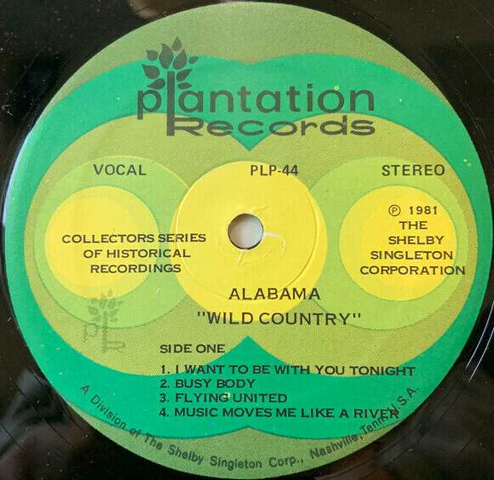 plantation
Records
VOCAL PLP-44 STEREO
COLLECTORS SERIES
OF HISTORICAL
RECORDINGS
℗ 1981
THE
SHELBY
SINGLETON
CORPORATION
ALABAMA
"WILD COUNTRY"
SIDE ONE
1. I WANT TO BE WITH YOU TONIGHT
2. BUSY BODY
3. FLYING UNITED
4. MUSIC MOVES ME LIKE A RIVER
A Division of The Shelby Singleton Corp., Nashville, Tenn. U.S.A.